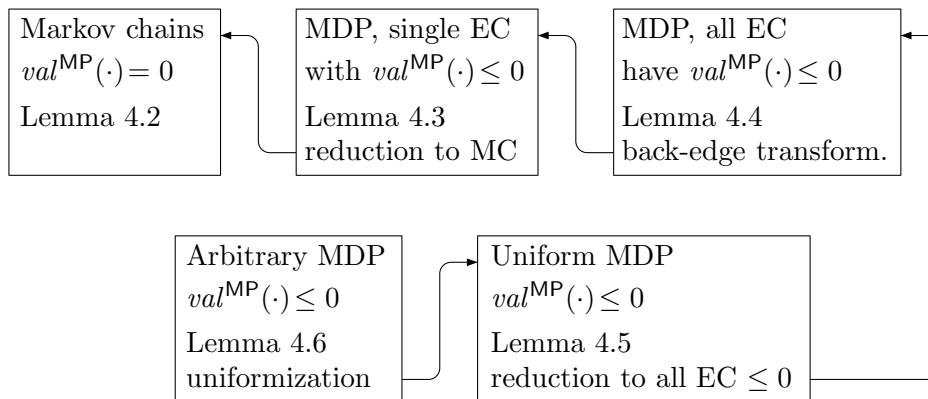 Markov chains
val^MP(·) = 0
Lemma 4.2
MDP, single EC
with val^MP(·) ≤ 0
Lemma 4.3
reduction to MC
MDP, all EC
have val^MP(·) ≤ 0
Lemma 4.4
back-edge transform.
Arbitrary MDP
val^MP(·) ≤ 0
Lemma 4.6
uniformization
Uniform MDP
val^MP(·) ≤ 0
Lemma 4.5
reduction to all EC ≤ 0